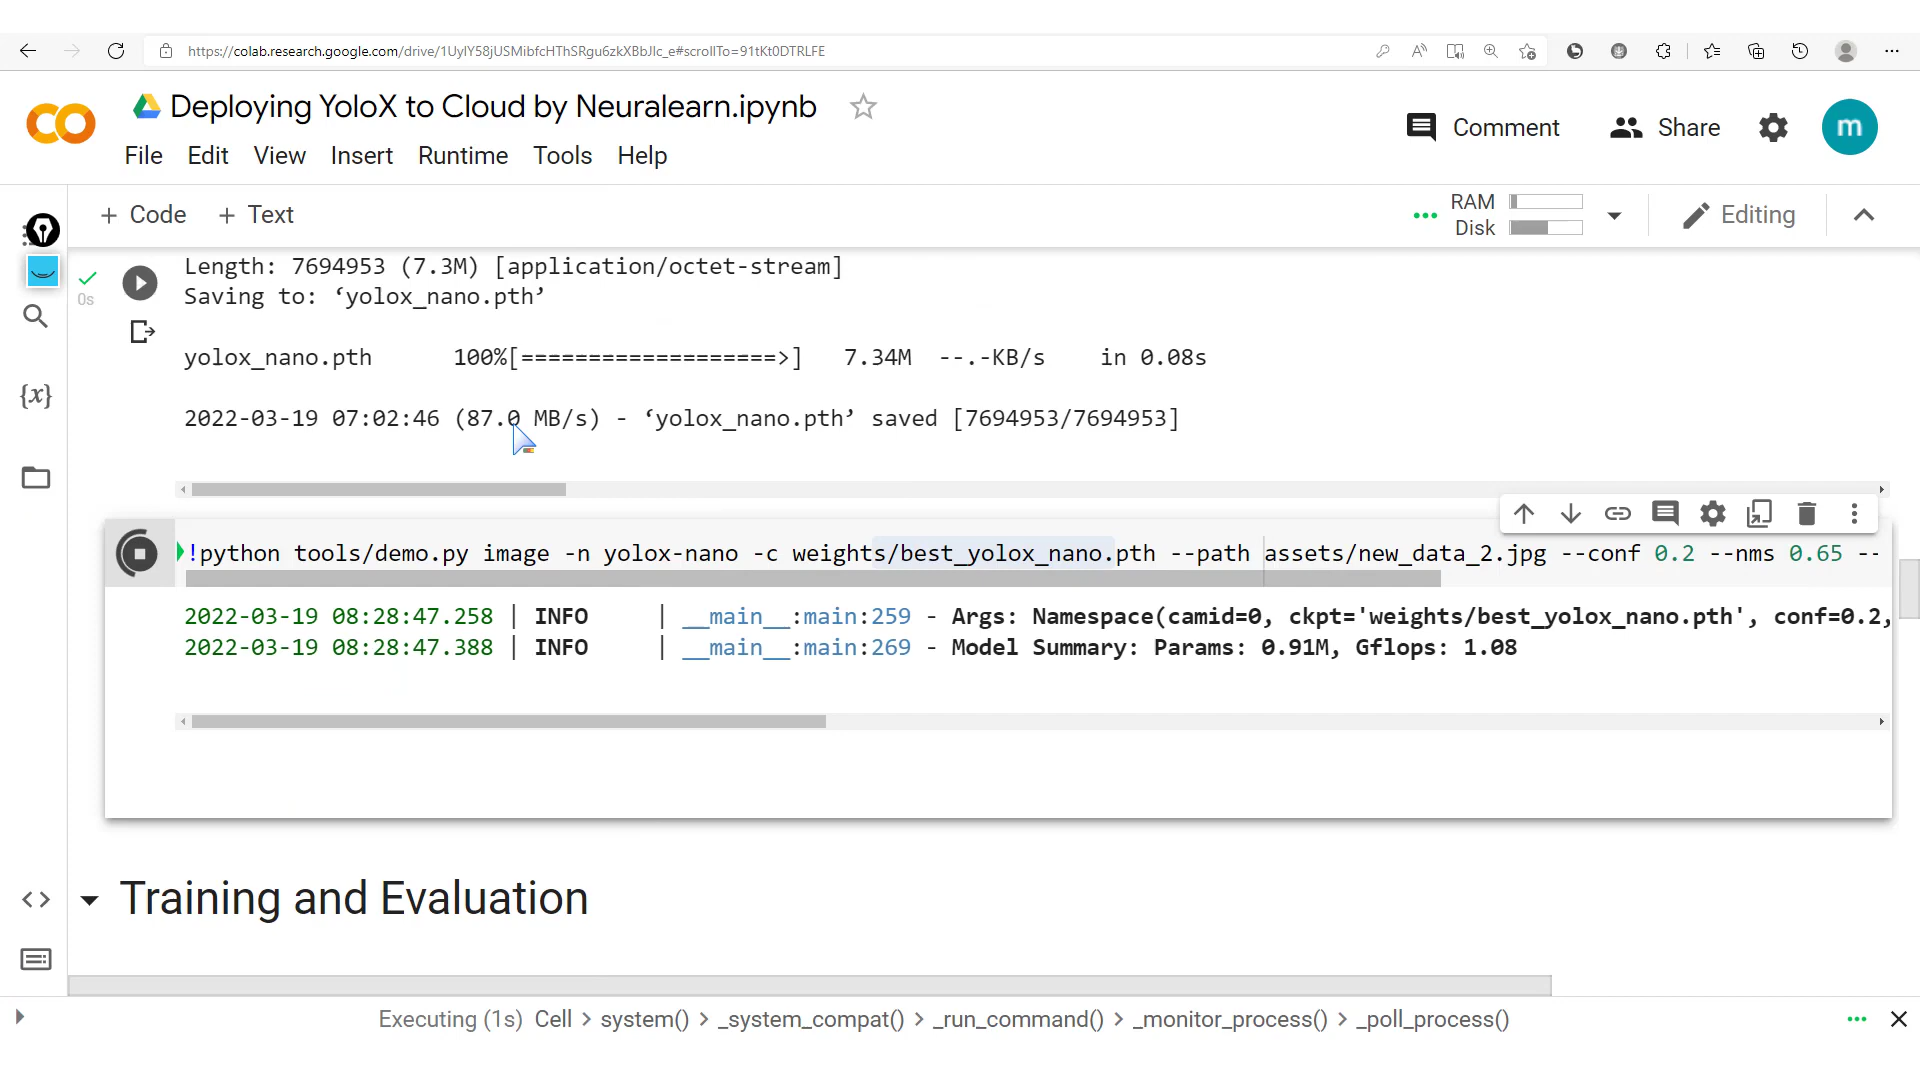 https://colab.research.google.com/drive/1UylY58jUSMibfcHThSRgu6zkXBbJlc_e#scrollTo=91tKt0DTRLFE
Deploying YoloX to Cloud by Neuralearn.ipynb
Comment
Share
m
File Edit View Insert Runtime Tools Help
+ Code + Text
RAM
Disk
Editing
Length: 7694953 (7.3M) [application/octet-stream]
0s
Saving to: ‘yolox_nano.pth’
yolox_nano.pth 100%[===================>] 7.34M --.-KB/s in 0.08s
2022-03-19 07:02:46 (87.0 MB/s) - ‘yolox_nano.pth’ saved [7694953/7694953]
!python tools/demo.py image -n yolox-nano -c weights/best_yolox_nano.pth --path assets/new_data_2.jpg --conf 0.2 --nms 0.65 --
2022-03-19 08:28:47.258 | INFO | __main__:main:259 - Args: Namespace(camid=0, ckpt='weights/best_yolox_nano.pth', conf=0.2,
2022-03-19 08:28:47.388 | INFO | __main__:main:269 - Model Summary: Params: 0.91M, Gflops: 1.08
Training and Evaluation
Executing (1s) Cell > system() > _system_compat() > _run_command() > _monitor_process() > _poll_process()